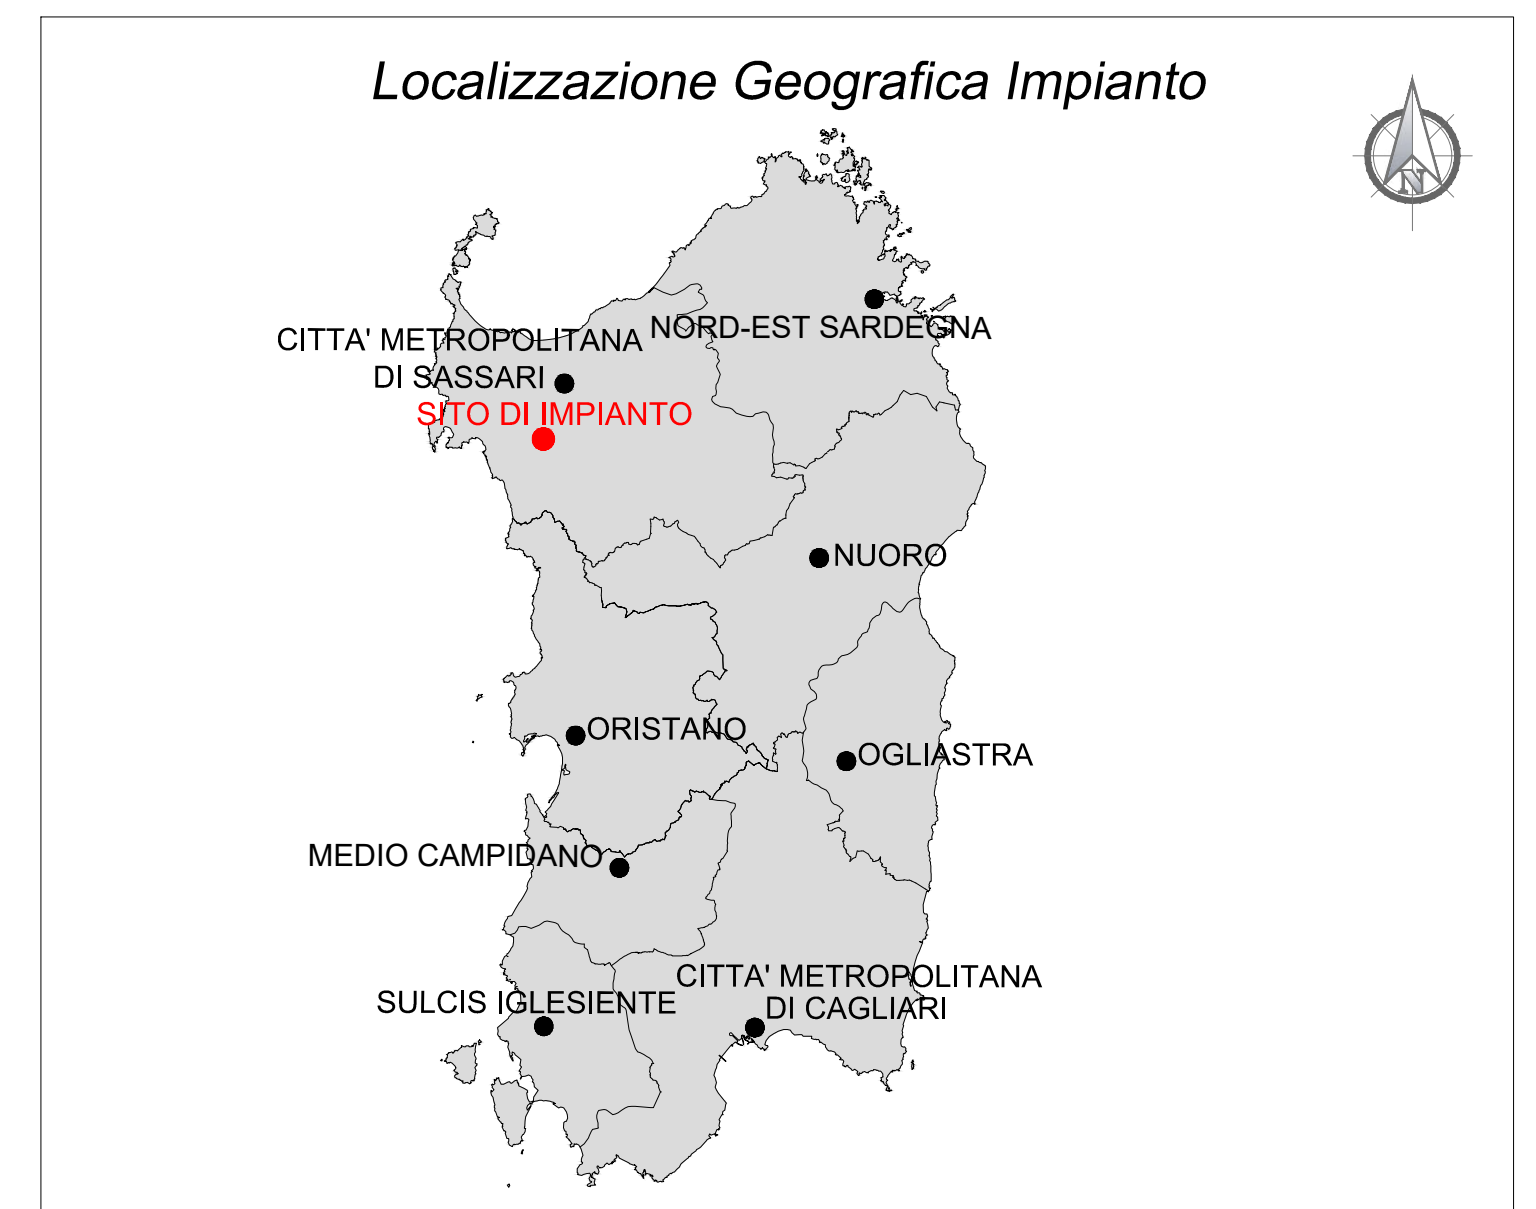 Localizzazione Geografica Impianto
N
NORD-EST SARDEGNA
CITTA' METROPOLITANA
DI SASSARI
SITO DI IMPIANTO
NUORO
ORISTANO
OGLIASTRA
MEDIO CAMPIDANO
CITTA' METROPOLITANA
DI CAGLIARI
SULCIS IGLESIENTE